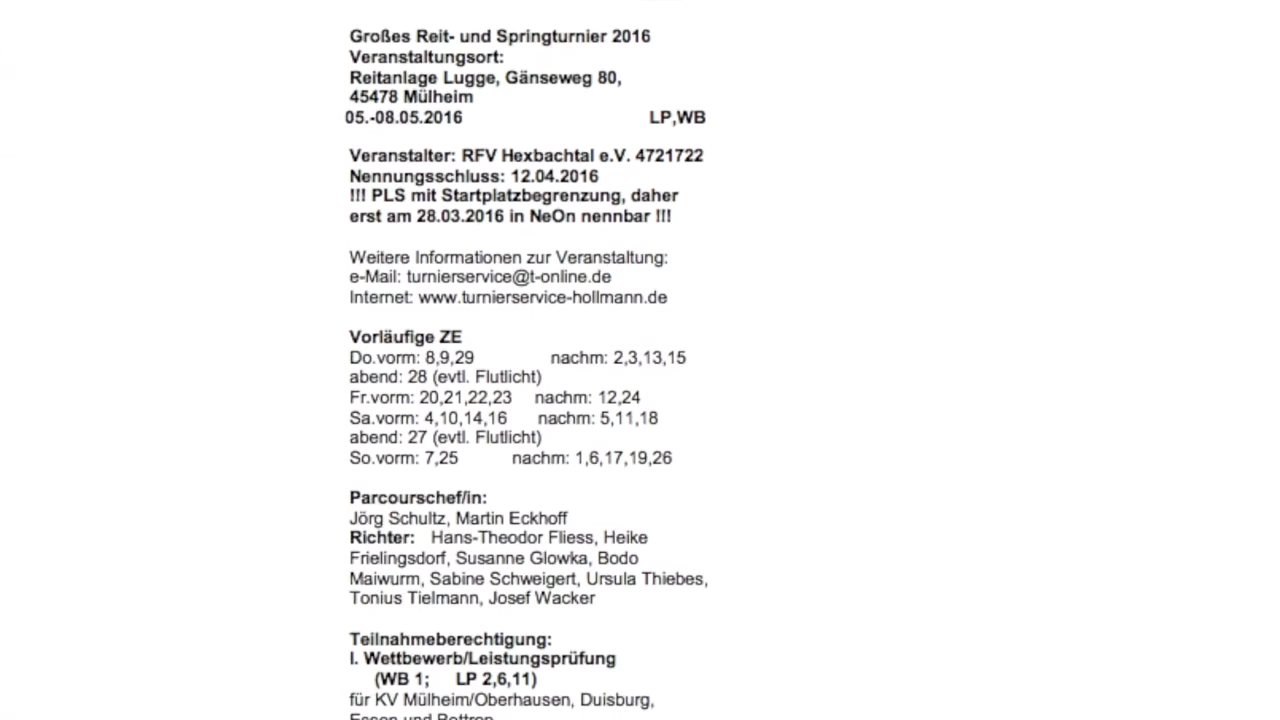 Großes Reit- und Springturnier 2016
Veranstaltungsort:
Reitanlage Lugge, Gänseweg 80,
45478 Mülheim
05.-08.05.2016 LP,WB
Veranstalter: RFV Hexbachtal e.V. 4721722
Nennungsschluss: 12.04.2016
!!! PLS mit Startplatzbegrenzung, daher
erst am 28.03.2016 in NeOn nennbar !!!
Weitere Informationen zur Veranstaltung:
e-Mail: turnierservice@t-online.de
Internet: www.turnierservice-hollmann.de
Vorläufige ZE
Do.vorm: 8,9,29 nachm: 2,3,13,15
abend: 28 (evtl. Flutlicht)
Fr.vorm: 20,21,22,23 nachm: 12,24
Sa.vorm: 4,10,14,16 nachm: 5,11,18
abend: 27 (evtl. Flutlicht)
So.vorm: 7,25 nachm: 1,6,17,19,26
Parcourschef/in:
Jörg Schultz, Martin Eckhoff
Richter: Hans-Theodor Fliess, Heike
Frielingsdorf, Susanne Glowka, Bodo
Maiwurm, Sabine Schweigert, Ursula Thiebes,
Tonius Tielmann, Josef Wacker
Teilnahmeberechtigung:
I. Wettbewerb/Leistungsprüfung
(WB 1; LP 2,6,11)
für KV Mülheim/Oberhausen, Duisburg,
Essen und Bottrop